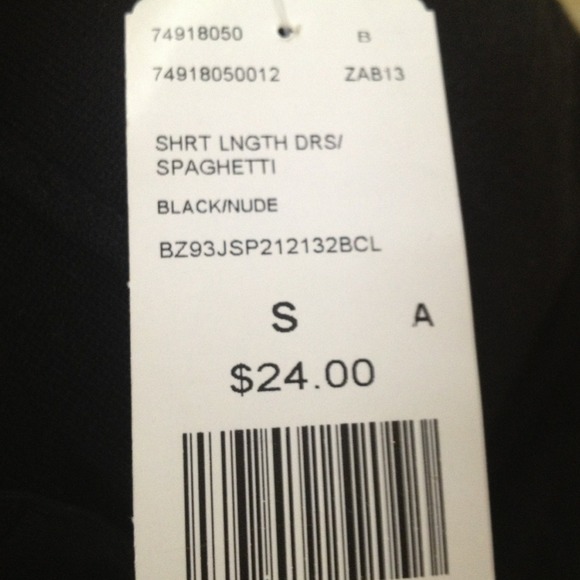 74918050 B
74918050012 ZAB13
SHRT LNGTH DRS/
SPAGHETTI
BLACK/NUDE
BZ93JSP212132BCL
S A
$24.00